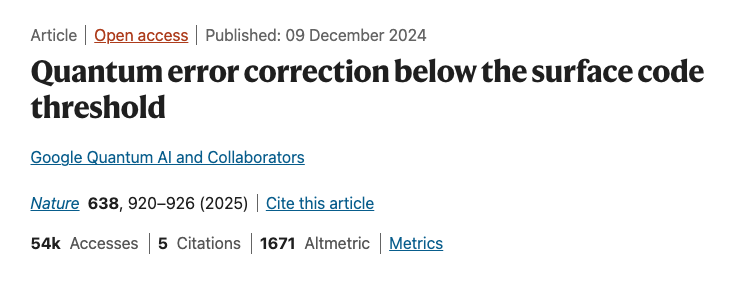 Article | Open access | Published: 09 December 2024
Quantum error correction below the surface code
threshold
Google Quantum AI and Collaborators
Nature 638, 920–926 (2025) | Cite this article
54k Accesses | 5 Citations | 1671 Altmetric | Metrics